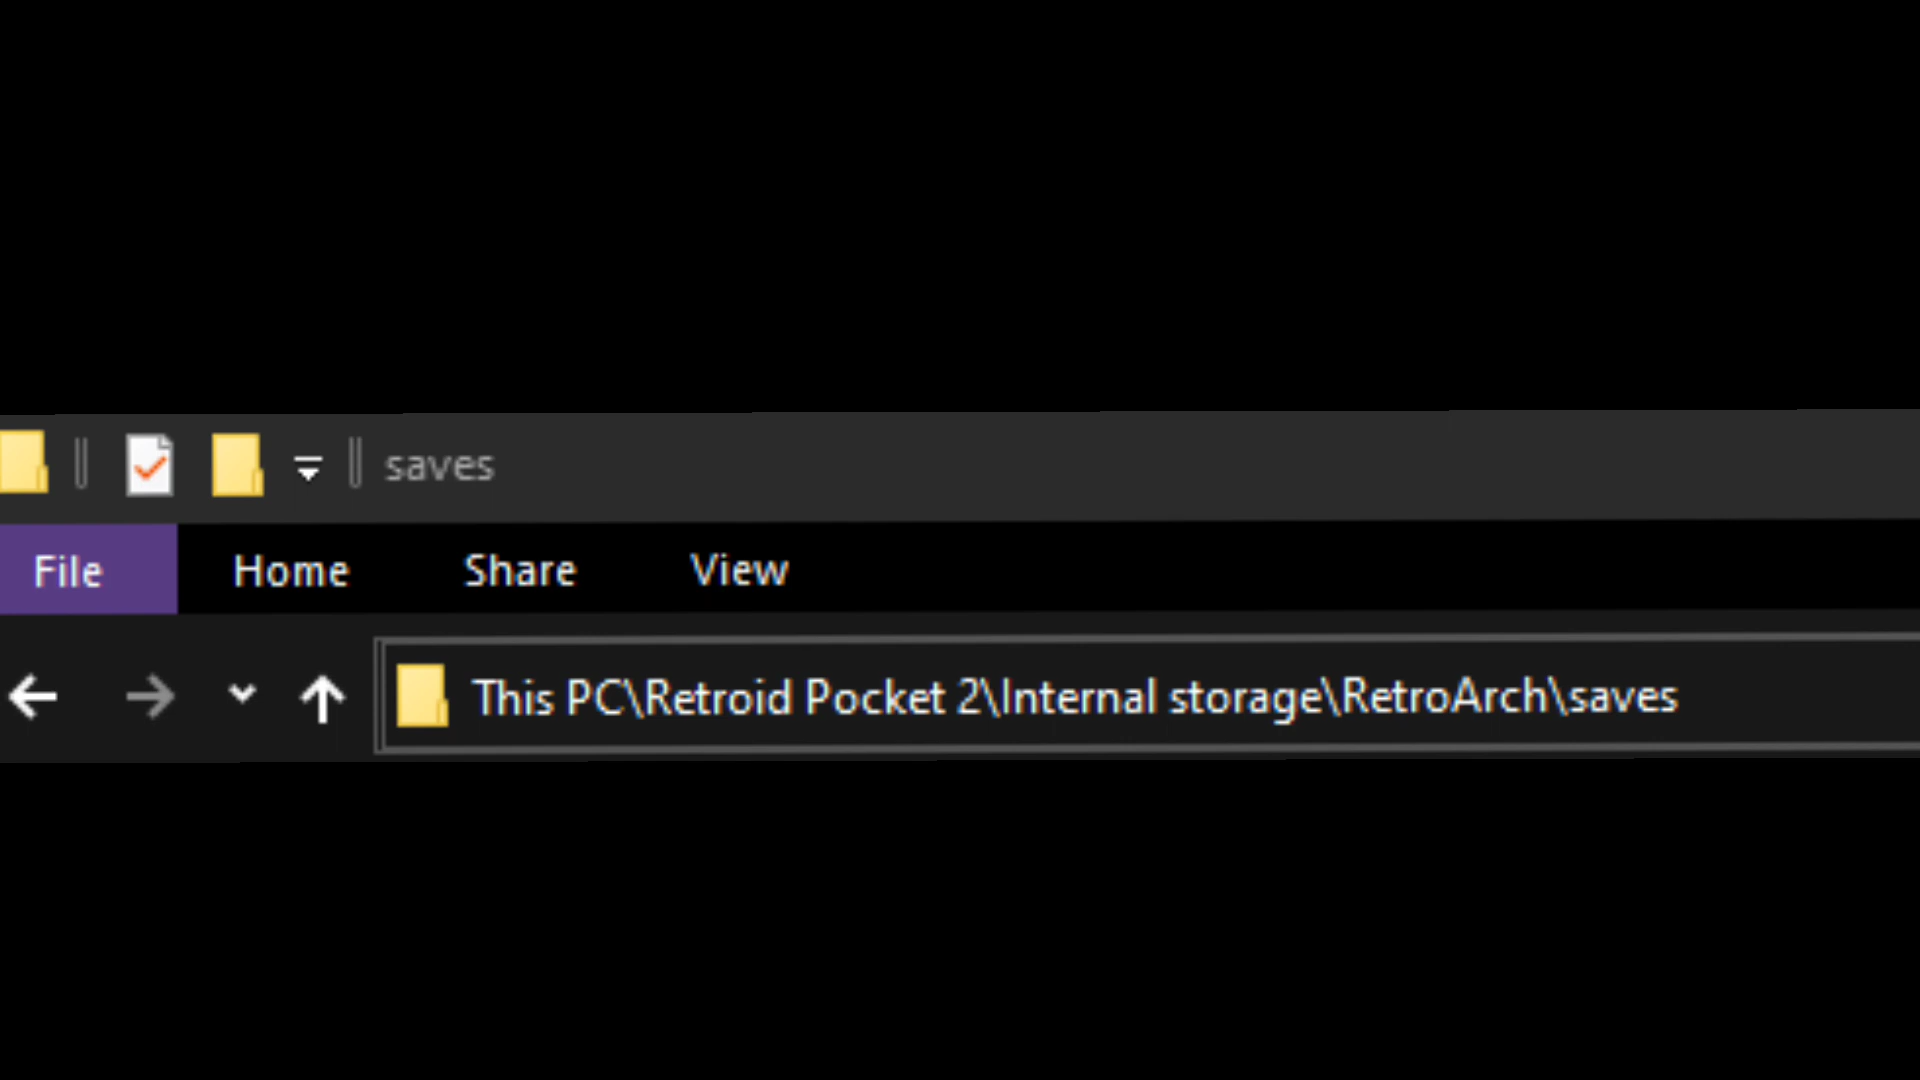 saves
File Home Share View
This PC\Retroid Pocket 2\Internal storage\RetroArch\saves